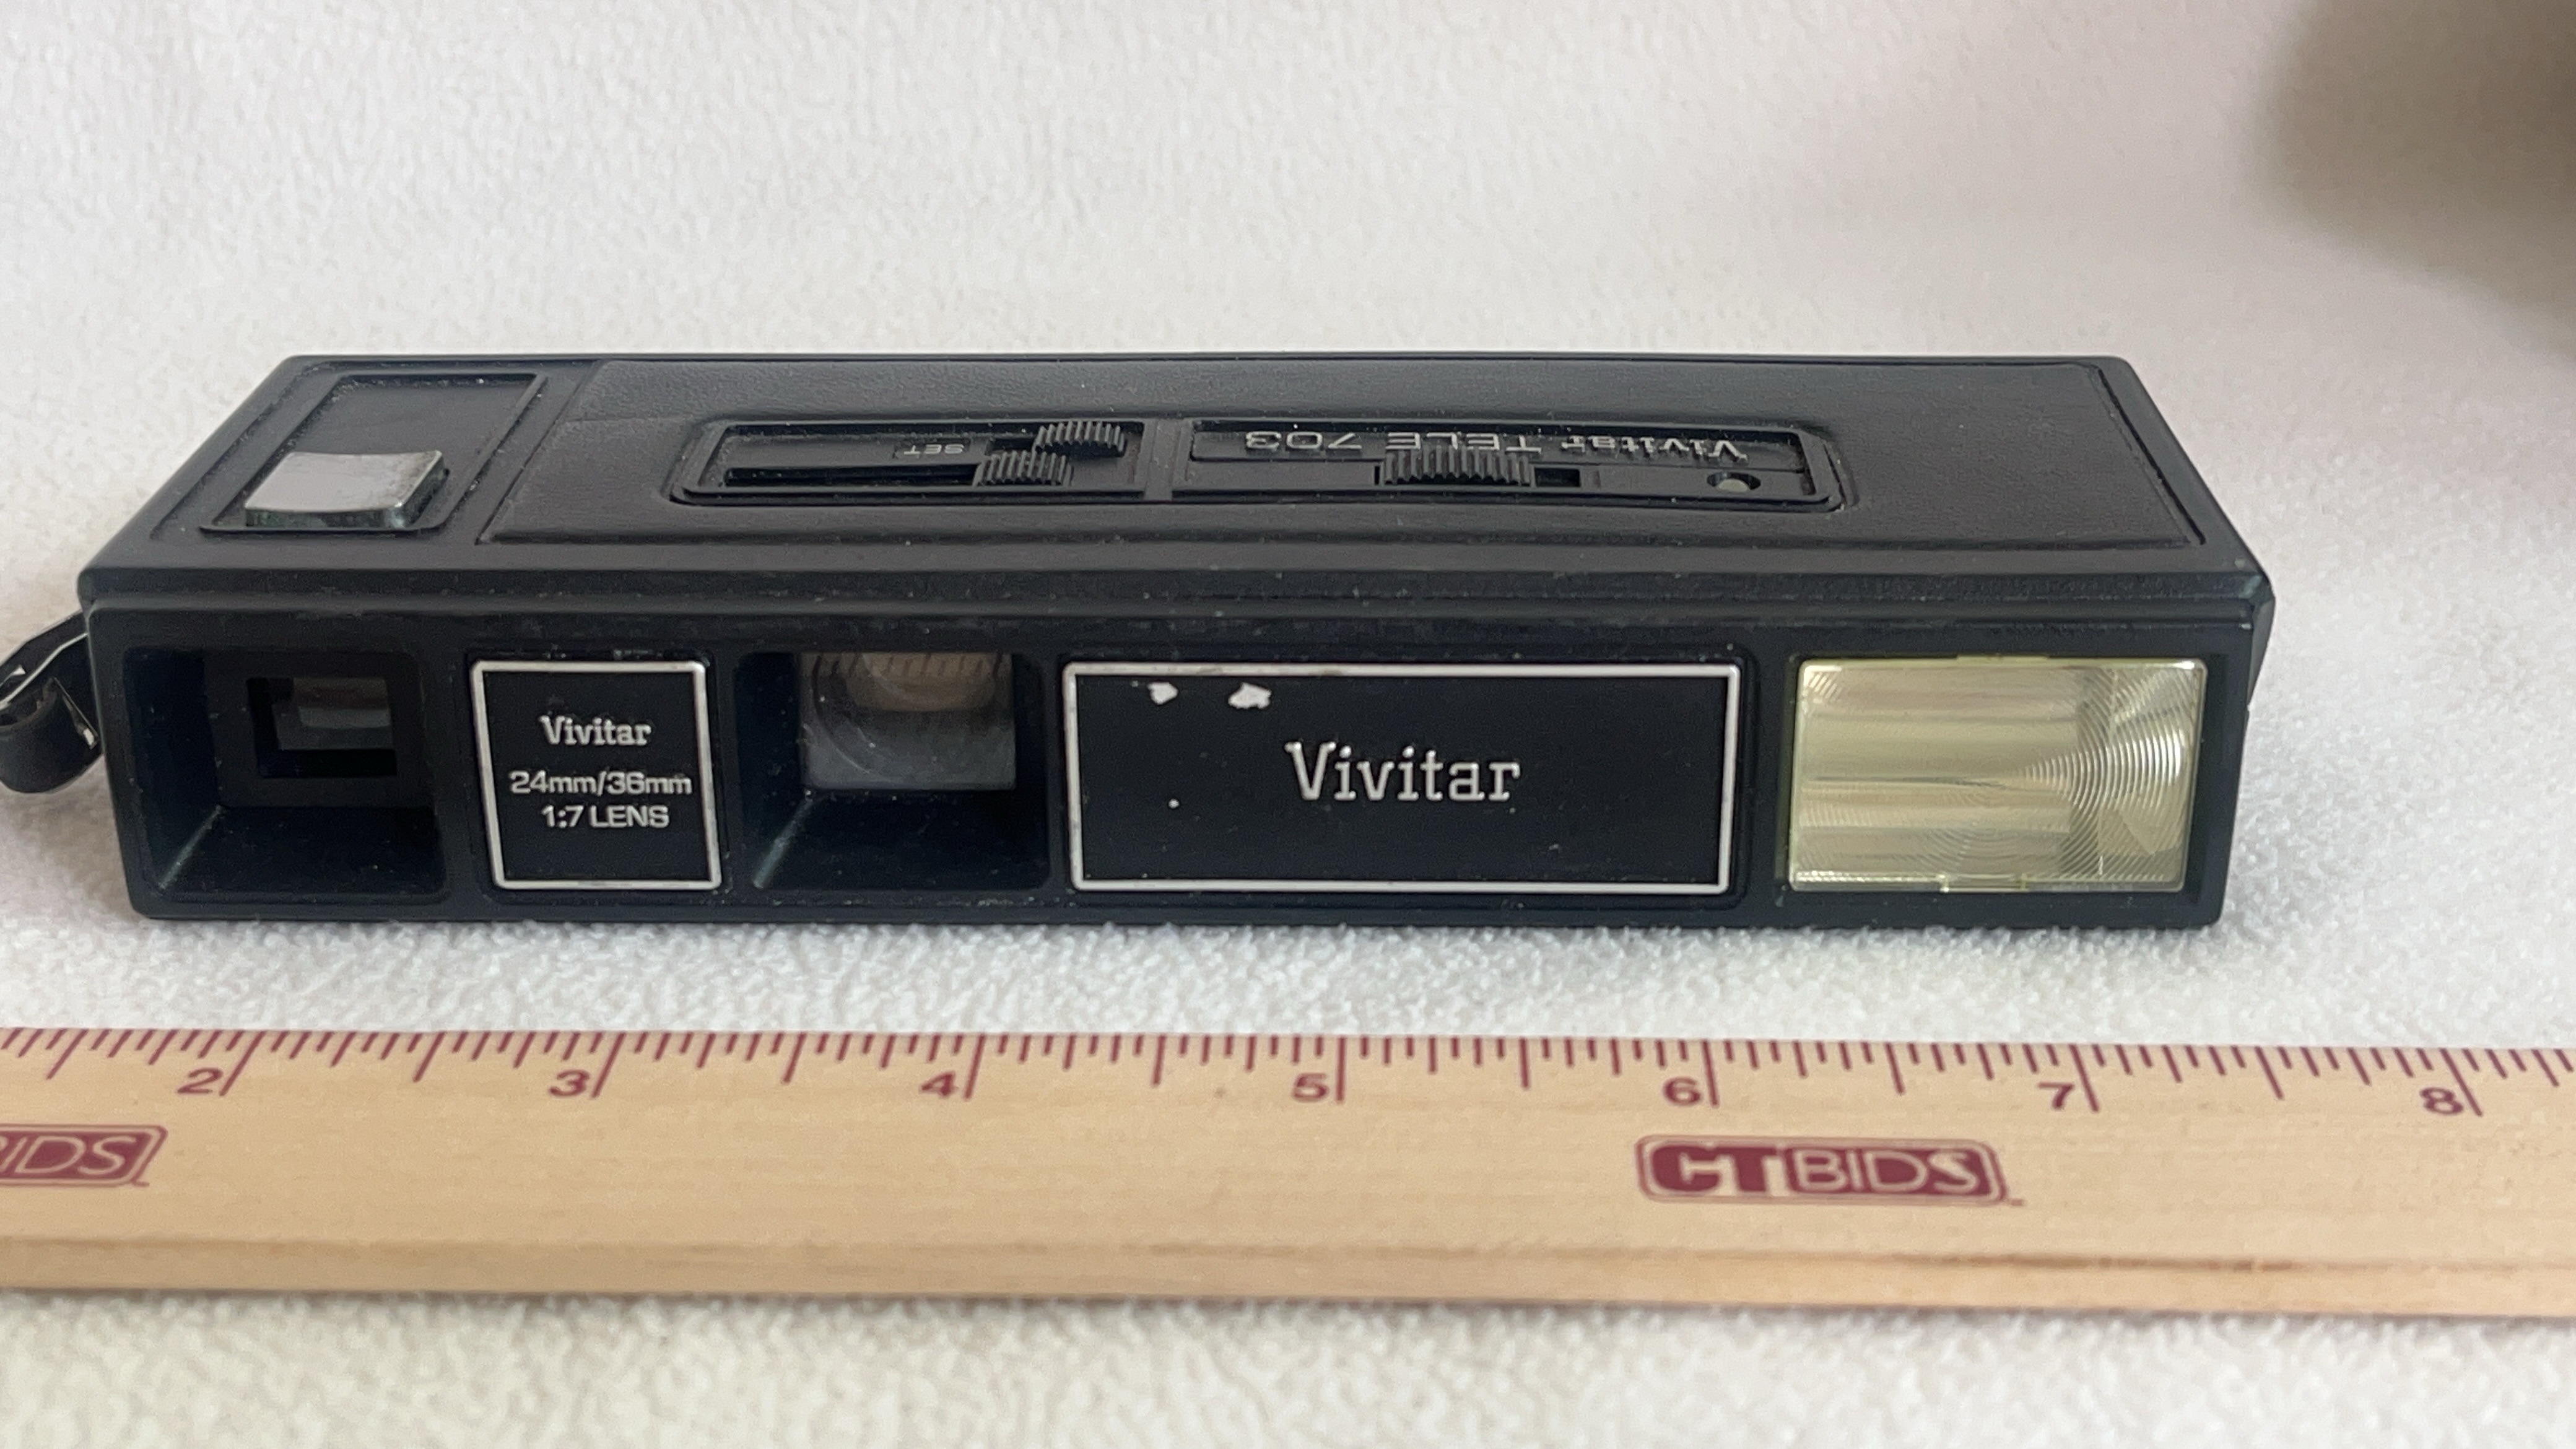 SET
Vivitar TELE 703
Vivitar
24mm/36mm
1:7 LENS
Vivitar
2 3 4 5 6 7 8
BIDS
CTBIDS